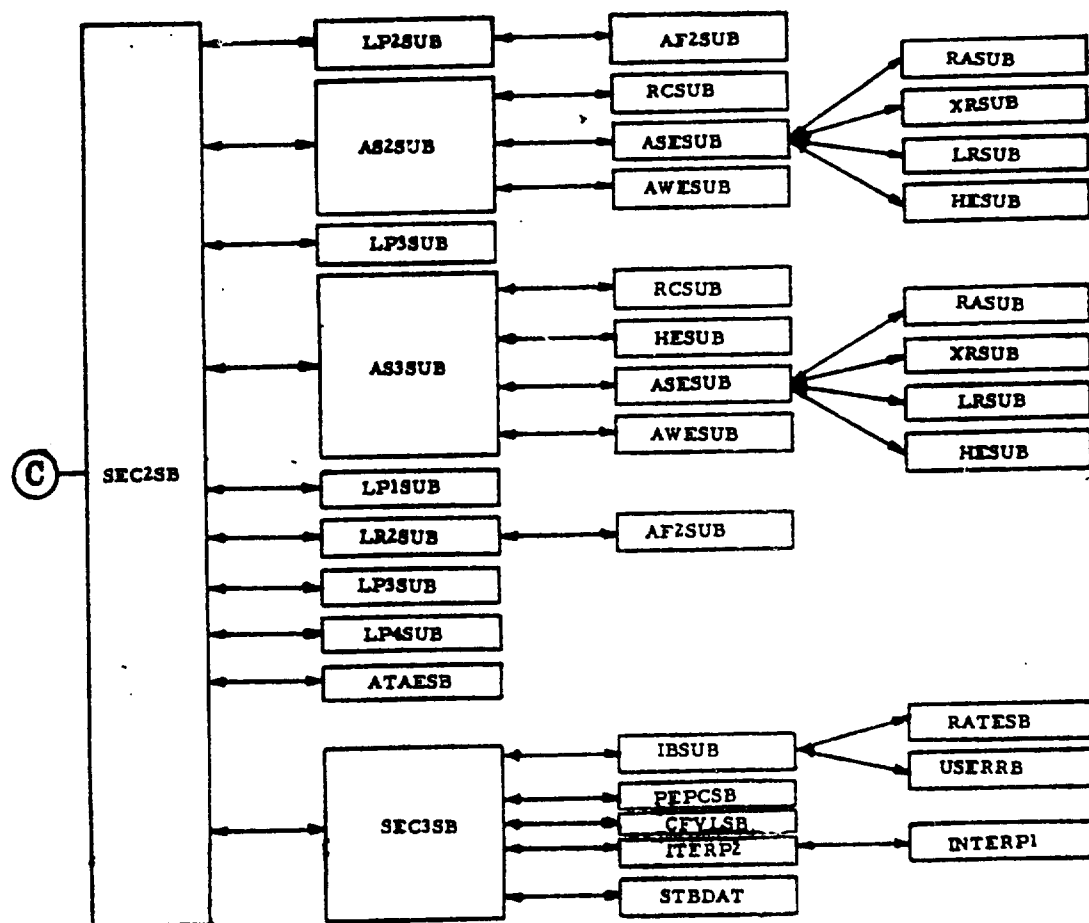 LP2SUB
AF2SUB
RASUB
RCSUB
XRSUB
AS2SUB
ASESUB
LRSUB
AWESUB
HESUB
LP3SUB
RCSUB
RASUB
HESUB
XRSUB
AS3SUB
ASESUB
LRSUB
AWESUB
HESUB
C
SEC2SB
LP1SUB
LR2SUB
AF2SUB
LP3SUB
LP4SUB
ATAESB
RATESB
IBSUB
USERRB
PEPCSB
SEC3SB
ITERP2
INTERP1
STBDAT